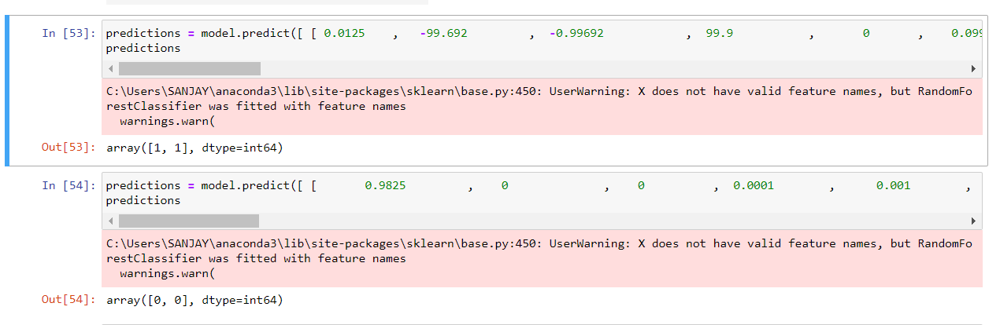 In [53]: predictions = model.predict([ [ 0.0125 , -99.692 , -0.99692 , 99.9 , 0 , 0.099
predictions
C:\Users\SANJAY\anaconda3\lib\site-packages\sklearn\base.py:450: UserWarning: X does not have valid feature names, but RandomFo
restClassifier was fitted with feature names
warnings.warn(
Out[53]: array([1, 1], dtype=int64)
In [54]: predictions = model.predict([ [ 0.9825 , 0 , 0 , 0.0001 , 0.001 ,
predictions
C:\Users\SANJAY\anaconda3\lib\site-packages\sklearn\base.py:450: UserWarning: X does not have valid feature names, but RandomFo
restClassifier was fitted with feature names
warnings.warn(
Out[54]: array([0, 0], dtype=int64)